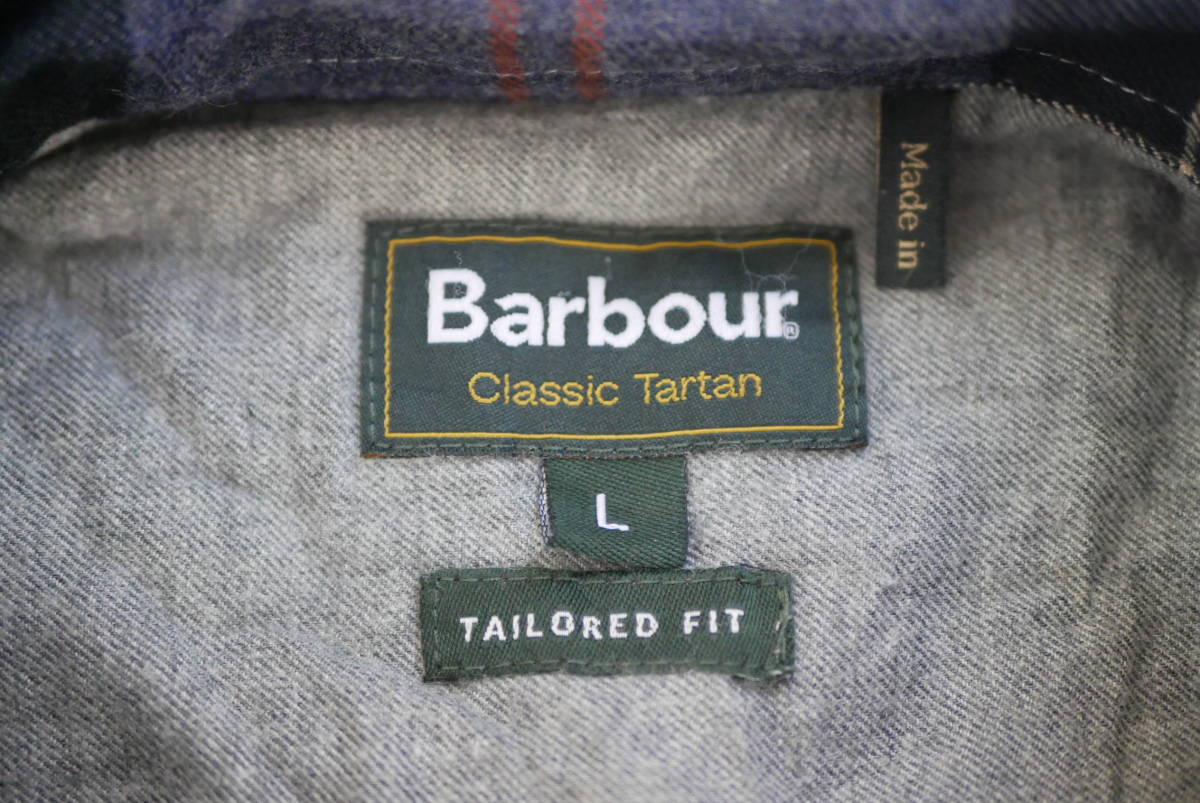 Barbour®
Classic Tartan
L
TAILORED FIT
Made in